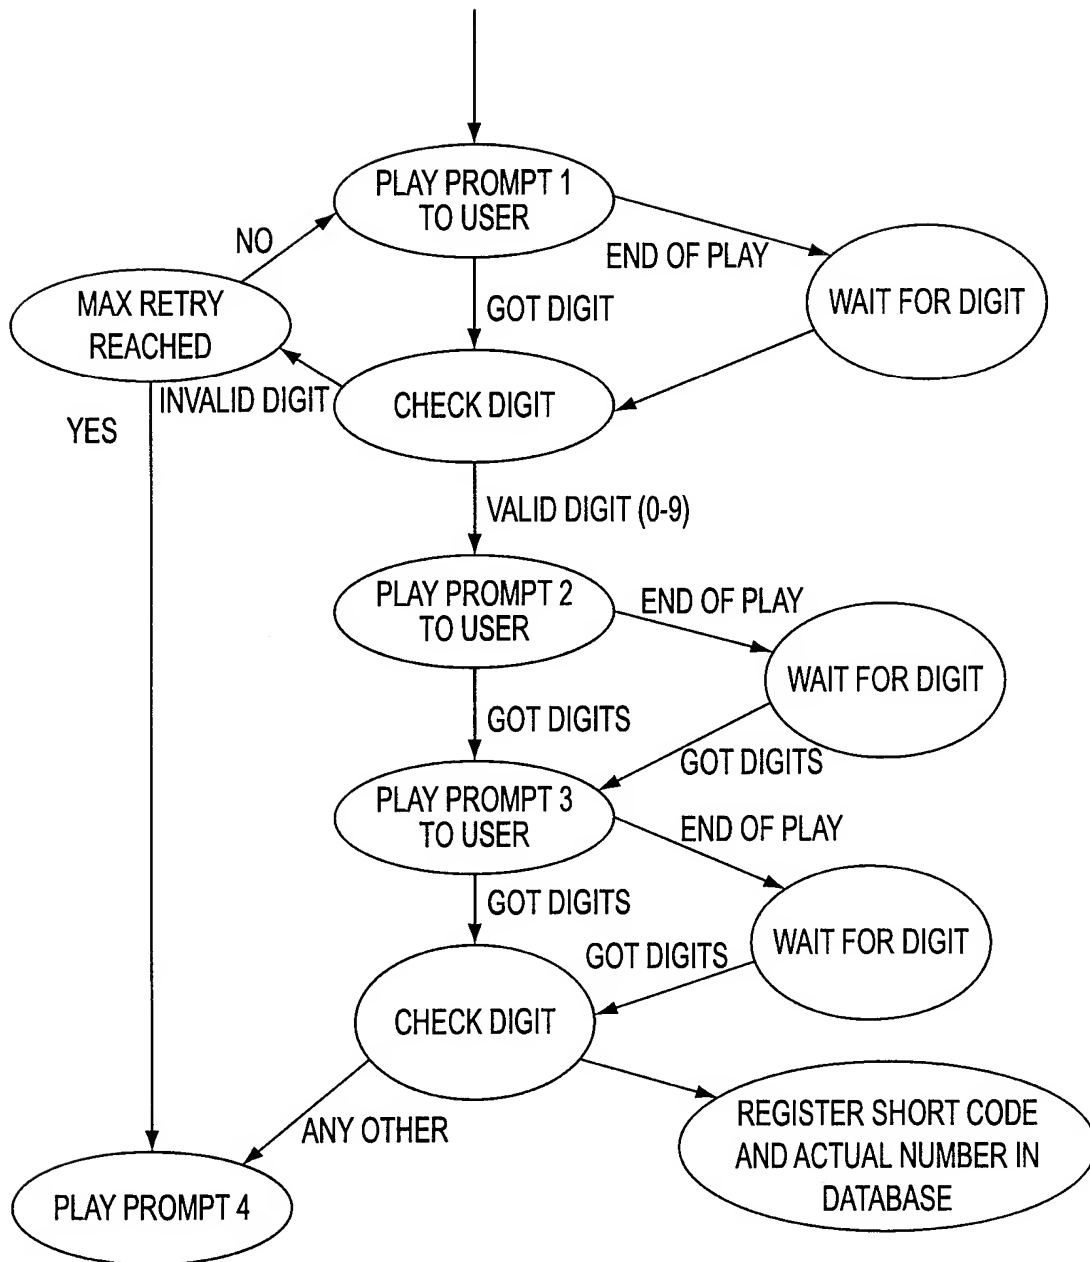 PLAY PROMPT 1
TO USER
NO
END OF PLAY
MAX RETRY
REACHED
WAIT FOR DIGIT
GOT DIGIT
INVALID DIGIT
CHECK DIGIT
YES
VALID DIGIT (0-9)
PLAY PROMPT 2
TO USER
END OF PLAY
WAIT FOR DIGIT
GOT DIGITS
GOT DIGITS
PLAY PROMPT 3
TO USER
END OF PLAY
GOT DIGITS
WAIT FOR DIGIT
GOT DIGITS
CHECK DIGIT
ANY OTHER
REGISTER SHORT CODE
AND ACTUAL NUMBER IN
DATABASE
PLAY PROMPT 4